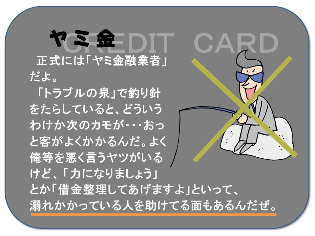 ヤミ金
CREDIT CARD
正式には「ヤミ金融業者」
だよ。
「トラブルの泉」で釣り針
をたらしていると、どういう
わけか次のカモが・・・おっ
と客がよくかかるんだ。よく
俺等を悪く言うヤツがいる
けど、「力になりましょう」
とか「借金整理してあげますよ」といって、
溺れかかっている人を助けてる面もあるんだぜ。